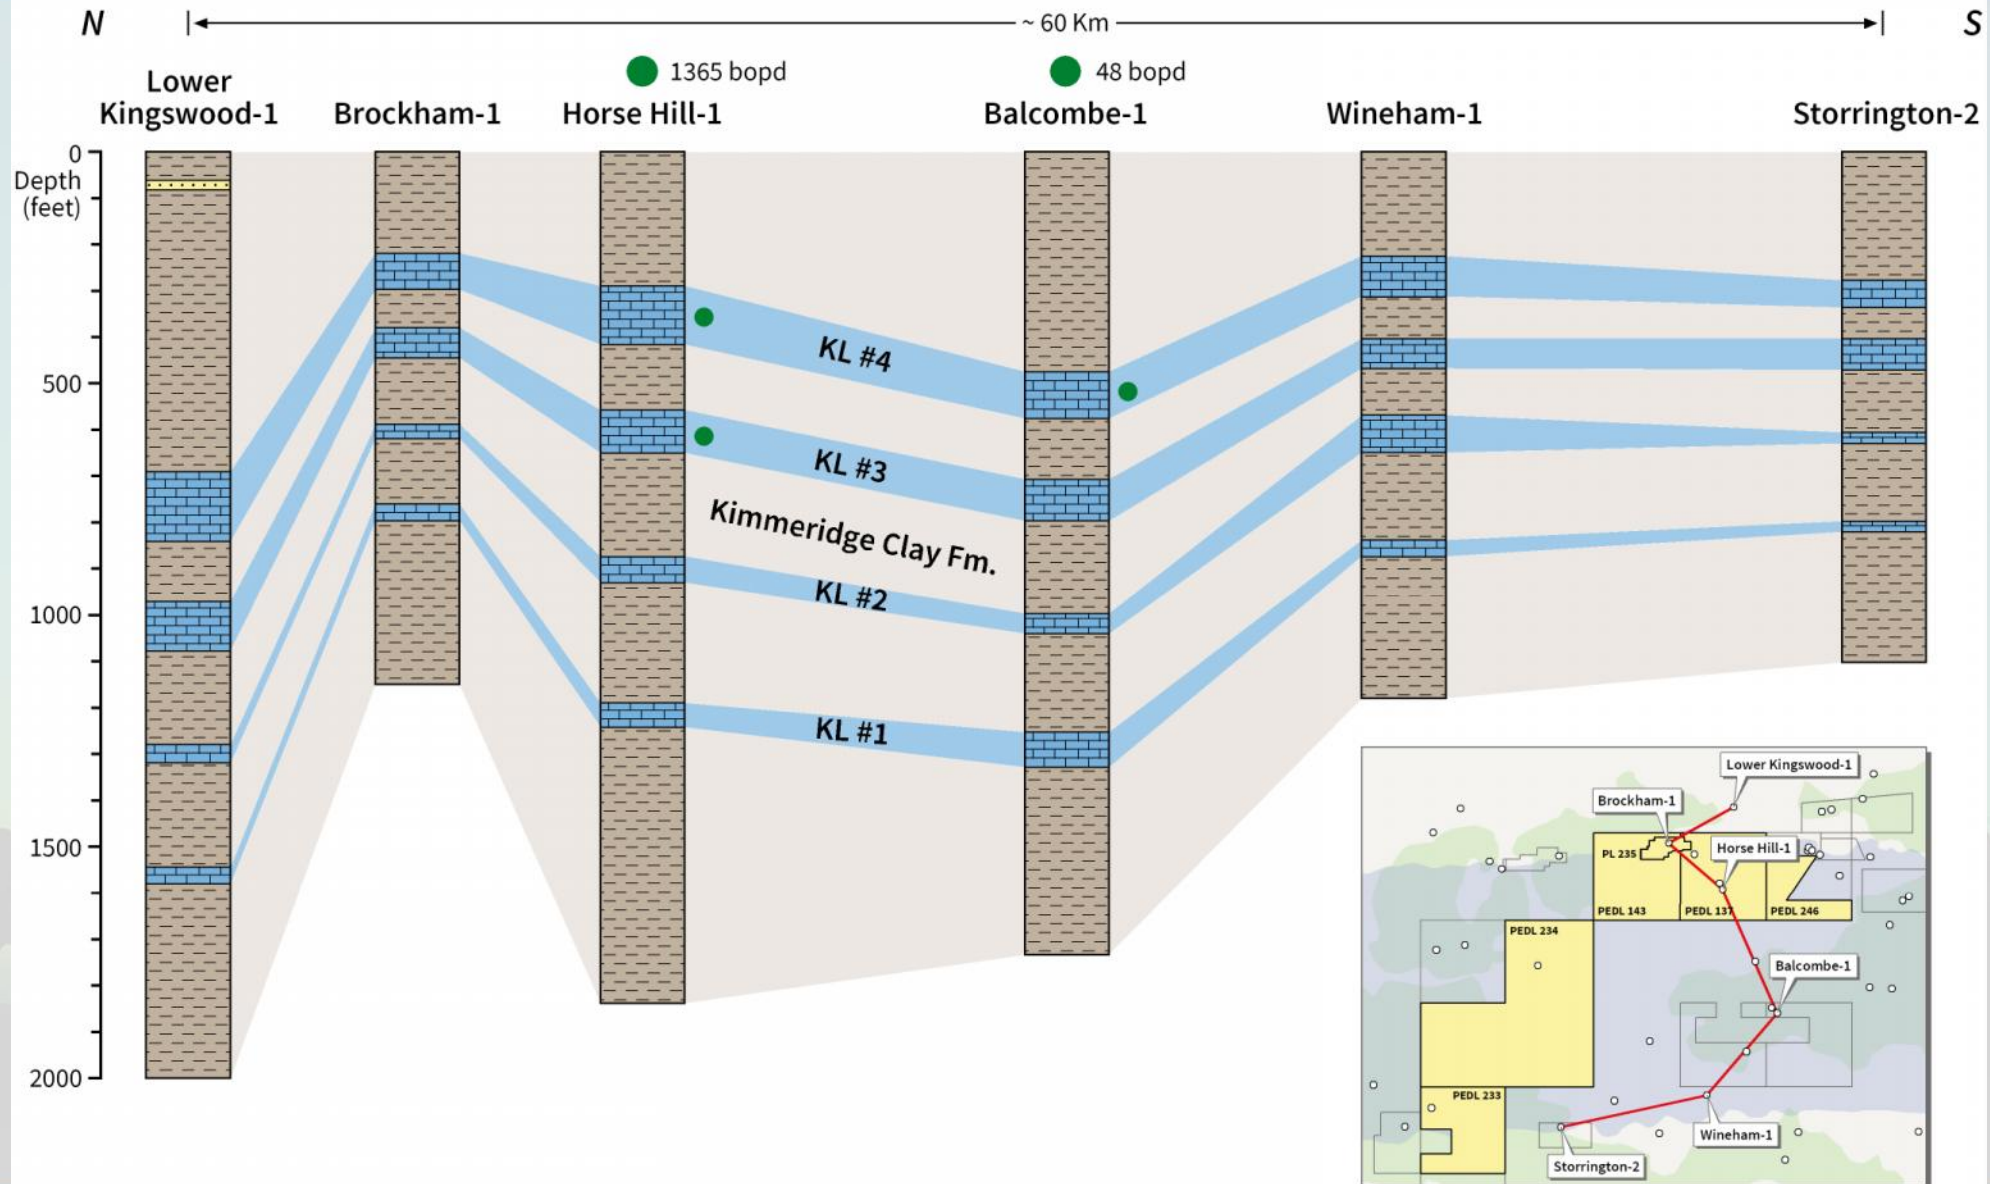 N
~ 60 Km
S
1365 bopd
48 bopd
Lower
Kingswood-1
Brockham-1
Horse Hill-1
Balcombe-1
Wineham-1
Storrington-2
0
Depth
(feet)
500
1000
1500
2000
KL #4
KL #3
Kimmeridge Clay Fm.
KL #2
KL #1
Lower Kingswood-1
Brockham-1
Horse Hill-1
PL 235
PEDL 143
PEDL 137
PEDL 246
PEDL 234
Balcombe-1
PEDL 233
Wineham-1
Storrington-2